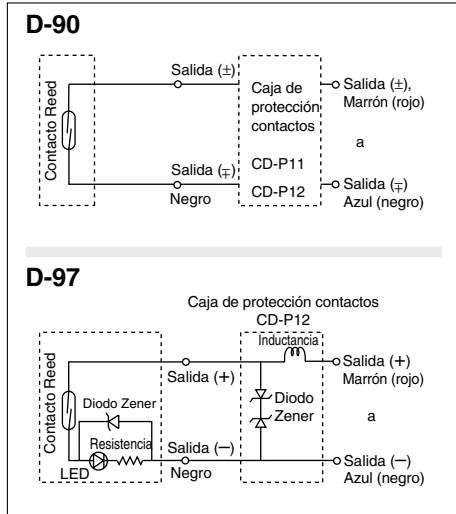 D-90
Contacto Reed
Salida (±)
Caja de
protección
contactos
CD-P11
CD-P12
Salida (±),
Marrón (rojo)
a
Salida (∓)
Negro
Salida (∓)
Azul (negro)
D-97
Caja de protección contactos
CD-P12
Inductancia
Contacto Reed
Salida (+)
Salida (+)
Marrón (rojo)
Diodo Zener
Diodo
Zener
a
Resistencia
LED
Salida (−)
Negro
Salida (−)
Azul (negro)